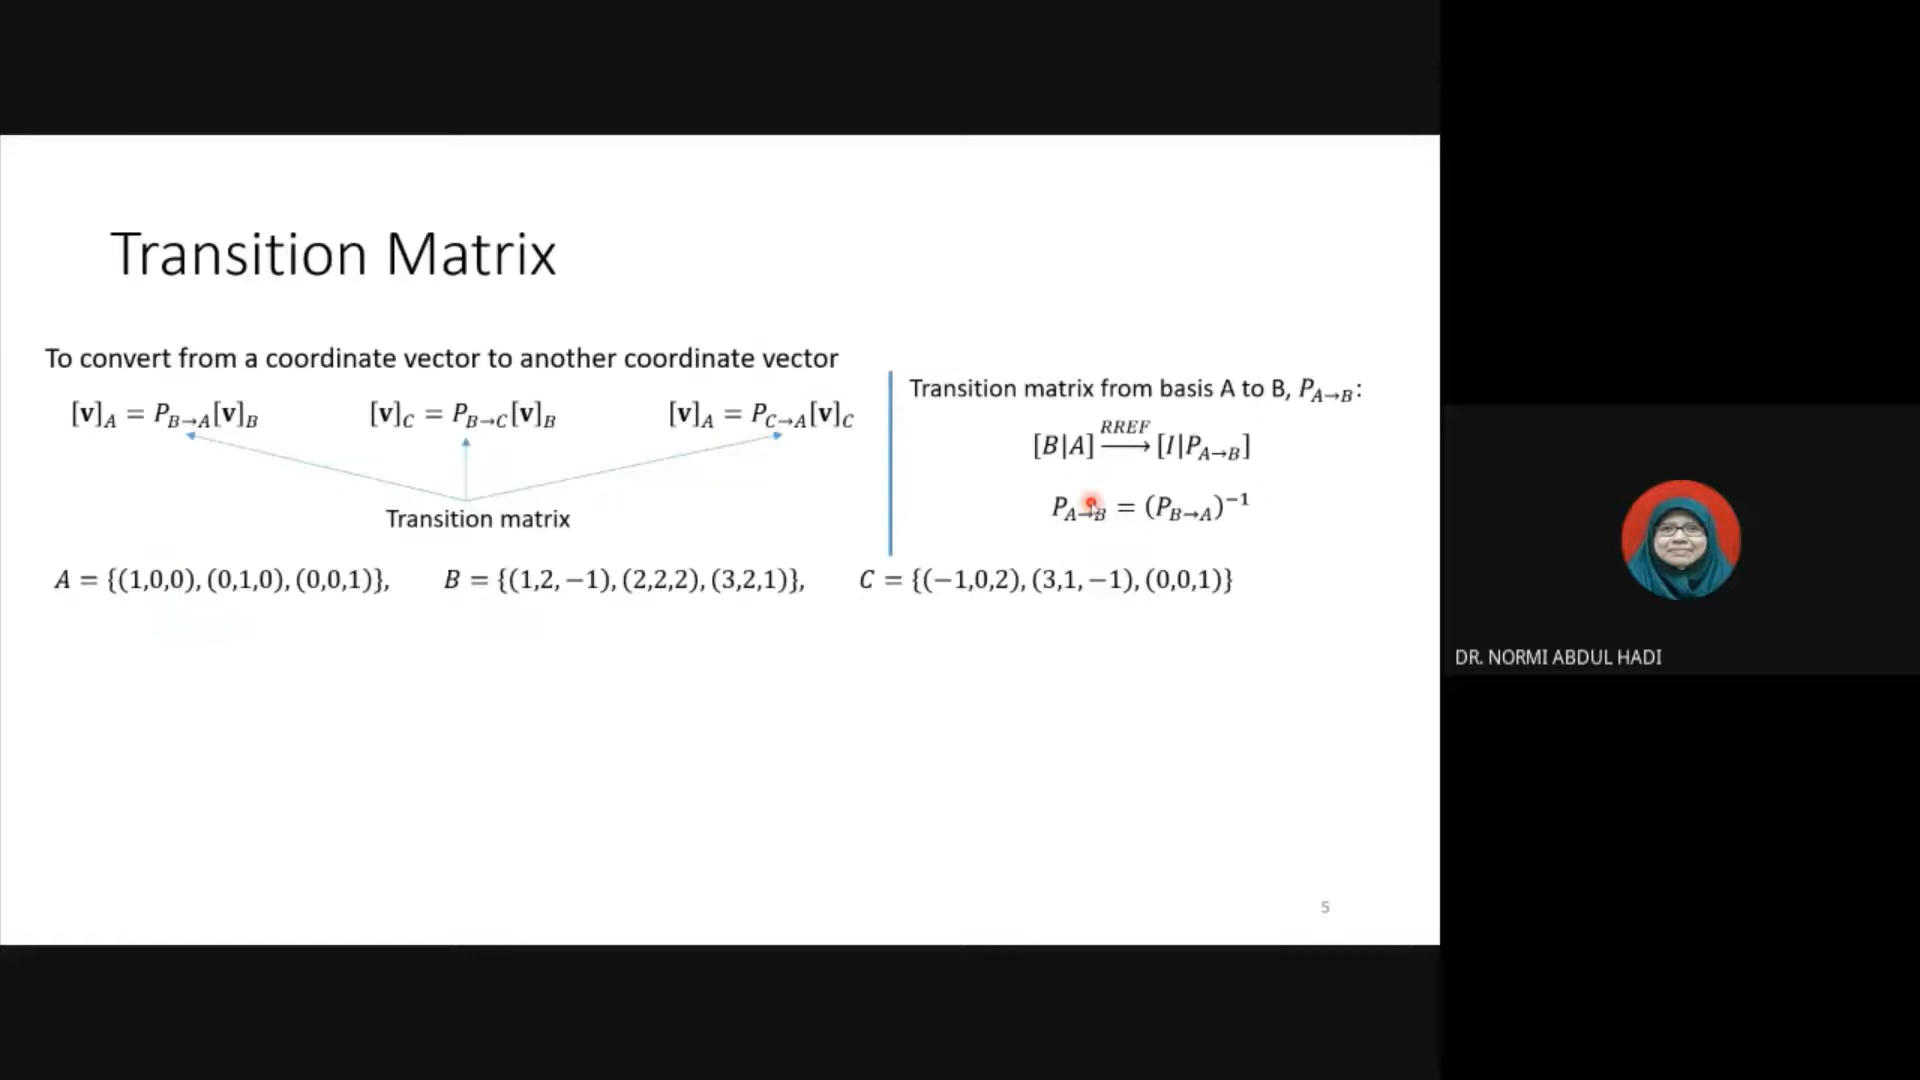 Transition Matrix
To convert from a coordinate vector to another coordinate vector
[𝐯]_A = P_{B→A}[𝐯]_B   [𝐯]_C = P_{B→C}[𝐯]_B   [𝐯]_A = P_{C→A}[𝐯]_C
Transition matrix
Transition matrix from basis A to B, P_{A→B}:
[B|A] \xrightarrow{RREF} [I|P_{A→B}]
P_{A→B} = (P_{B→A})^{−1}
A = {(1,0,0), (0,1,0), (0,0,1)},   B = {(1,2,−1), (2,2,2), (3,2,1)},   C = {(−1,0,2), (3,1,−1), (0,0,1)}
5
DR. NORMI ABDUL HADI